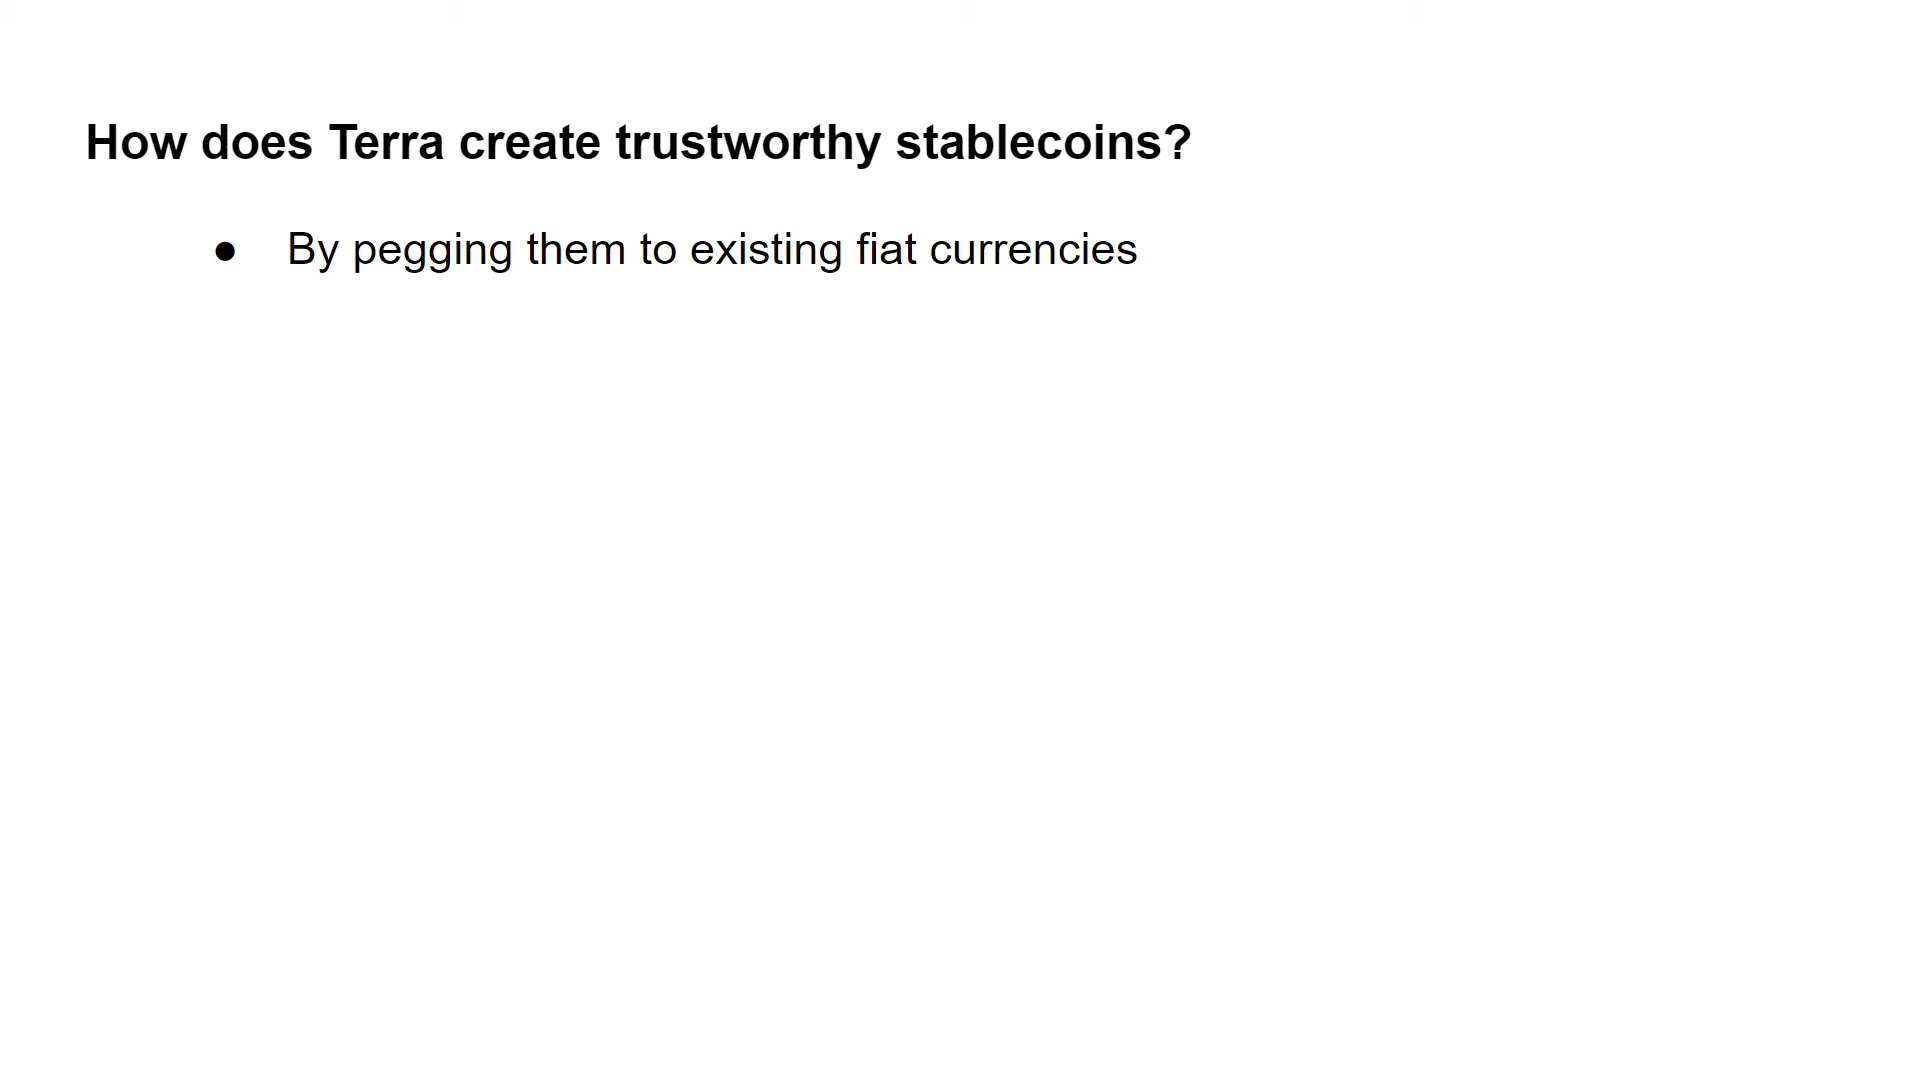 How does Terra create trustworthy stablecoins?
● By pegging them to existing fiat currencies